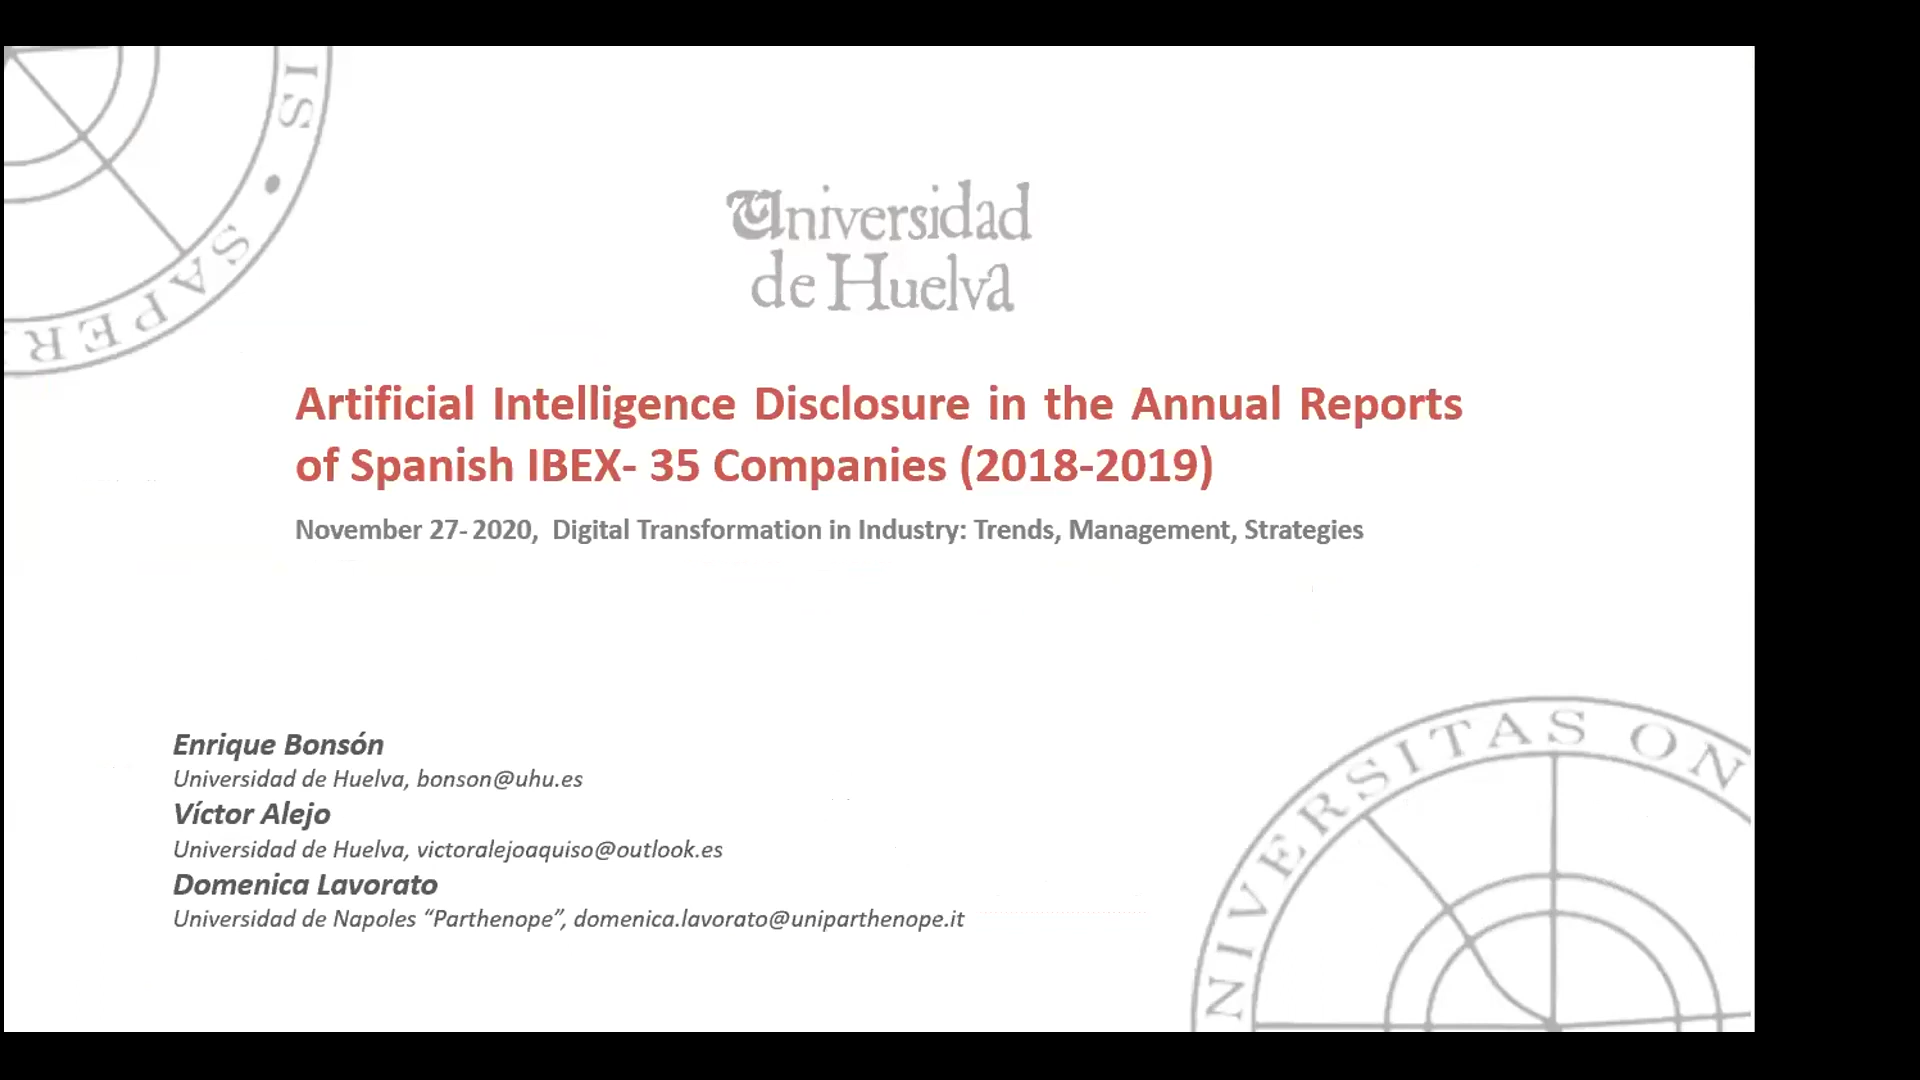 IS • SAPER
Universidad
de Huelva
Artificial Intelligence Disclosure in the Annual Reports
of Spanish IBEX- 35 Companies (2018-2019)
November 27- 2020, Digital Transformation in Industry: Trends, Management, Strategies
Enrique Bonsón
Universidad de Huelva, bonson@uhu.es
Víctor Alejo
Universidad de Huelva, victoralejoaquiso@outlook.es
Domenica Lavorato
Universidad de Napoles “Parthenope”, domenica.lavorato@uniparthenope.it
NIVERSITAS ON